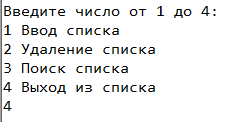 Введите число от 1 до 4:
1 Ввод списка
2 Удаление списка
3 Поиск списка
4 Выход из списка
4